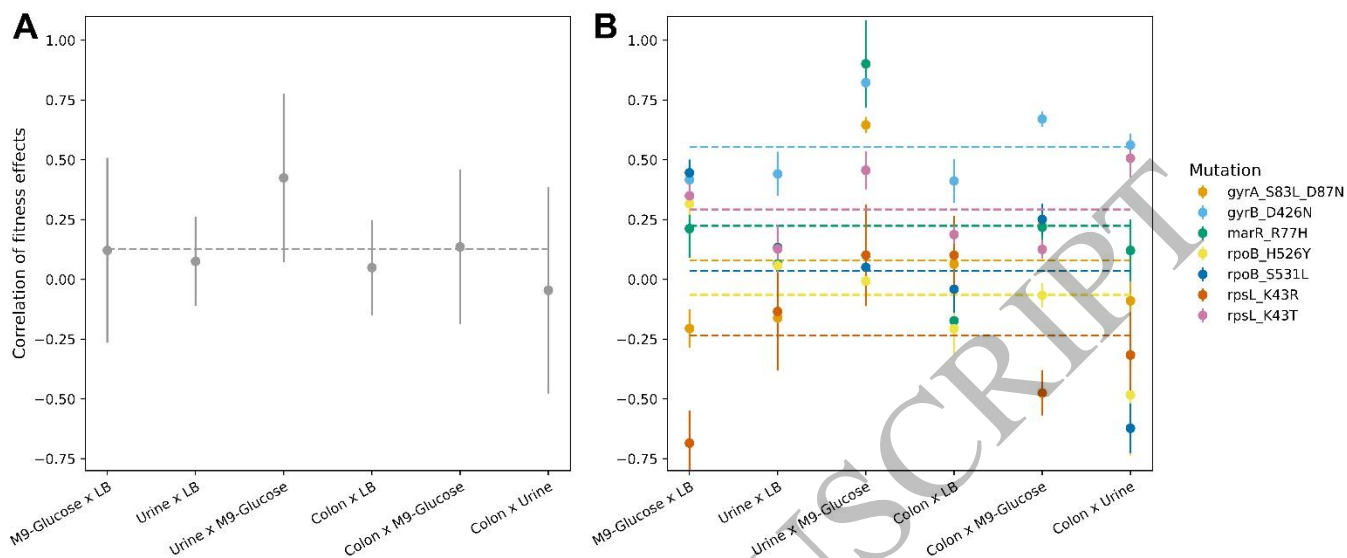 A
B
Correlation of fitness effects
1.00
0.75
0.50
0.25
0.00
−0.25
−0.50
−0.75
M9-Glucose x LB
Urine x LB
Urine x M9-Glucose
Colon x LB
Colon x M9-Glucose
Colon x Urine
1.00
0.75
0.50
0.25
0.00
−0.25
−0.50
−0.75
M9-Glucose x LB
Urine x LB
Urine x M9-Glucose
Colon x LB
Colon x M9-Glucose
Colon x Urine
Mutation
gyrA_S83L_D87N
gyrB_D426N
marR_R77H
rpoB_H526Y
rpoB_S531L
rpsL_K43R
rpsL_K43T
USCRIPT